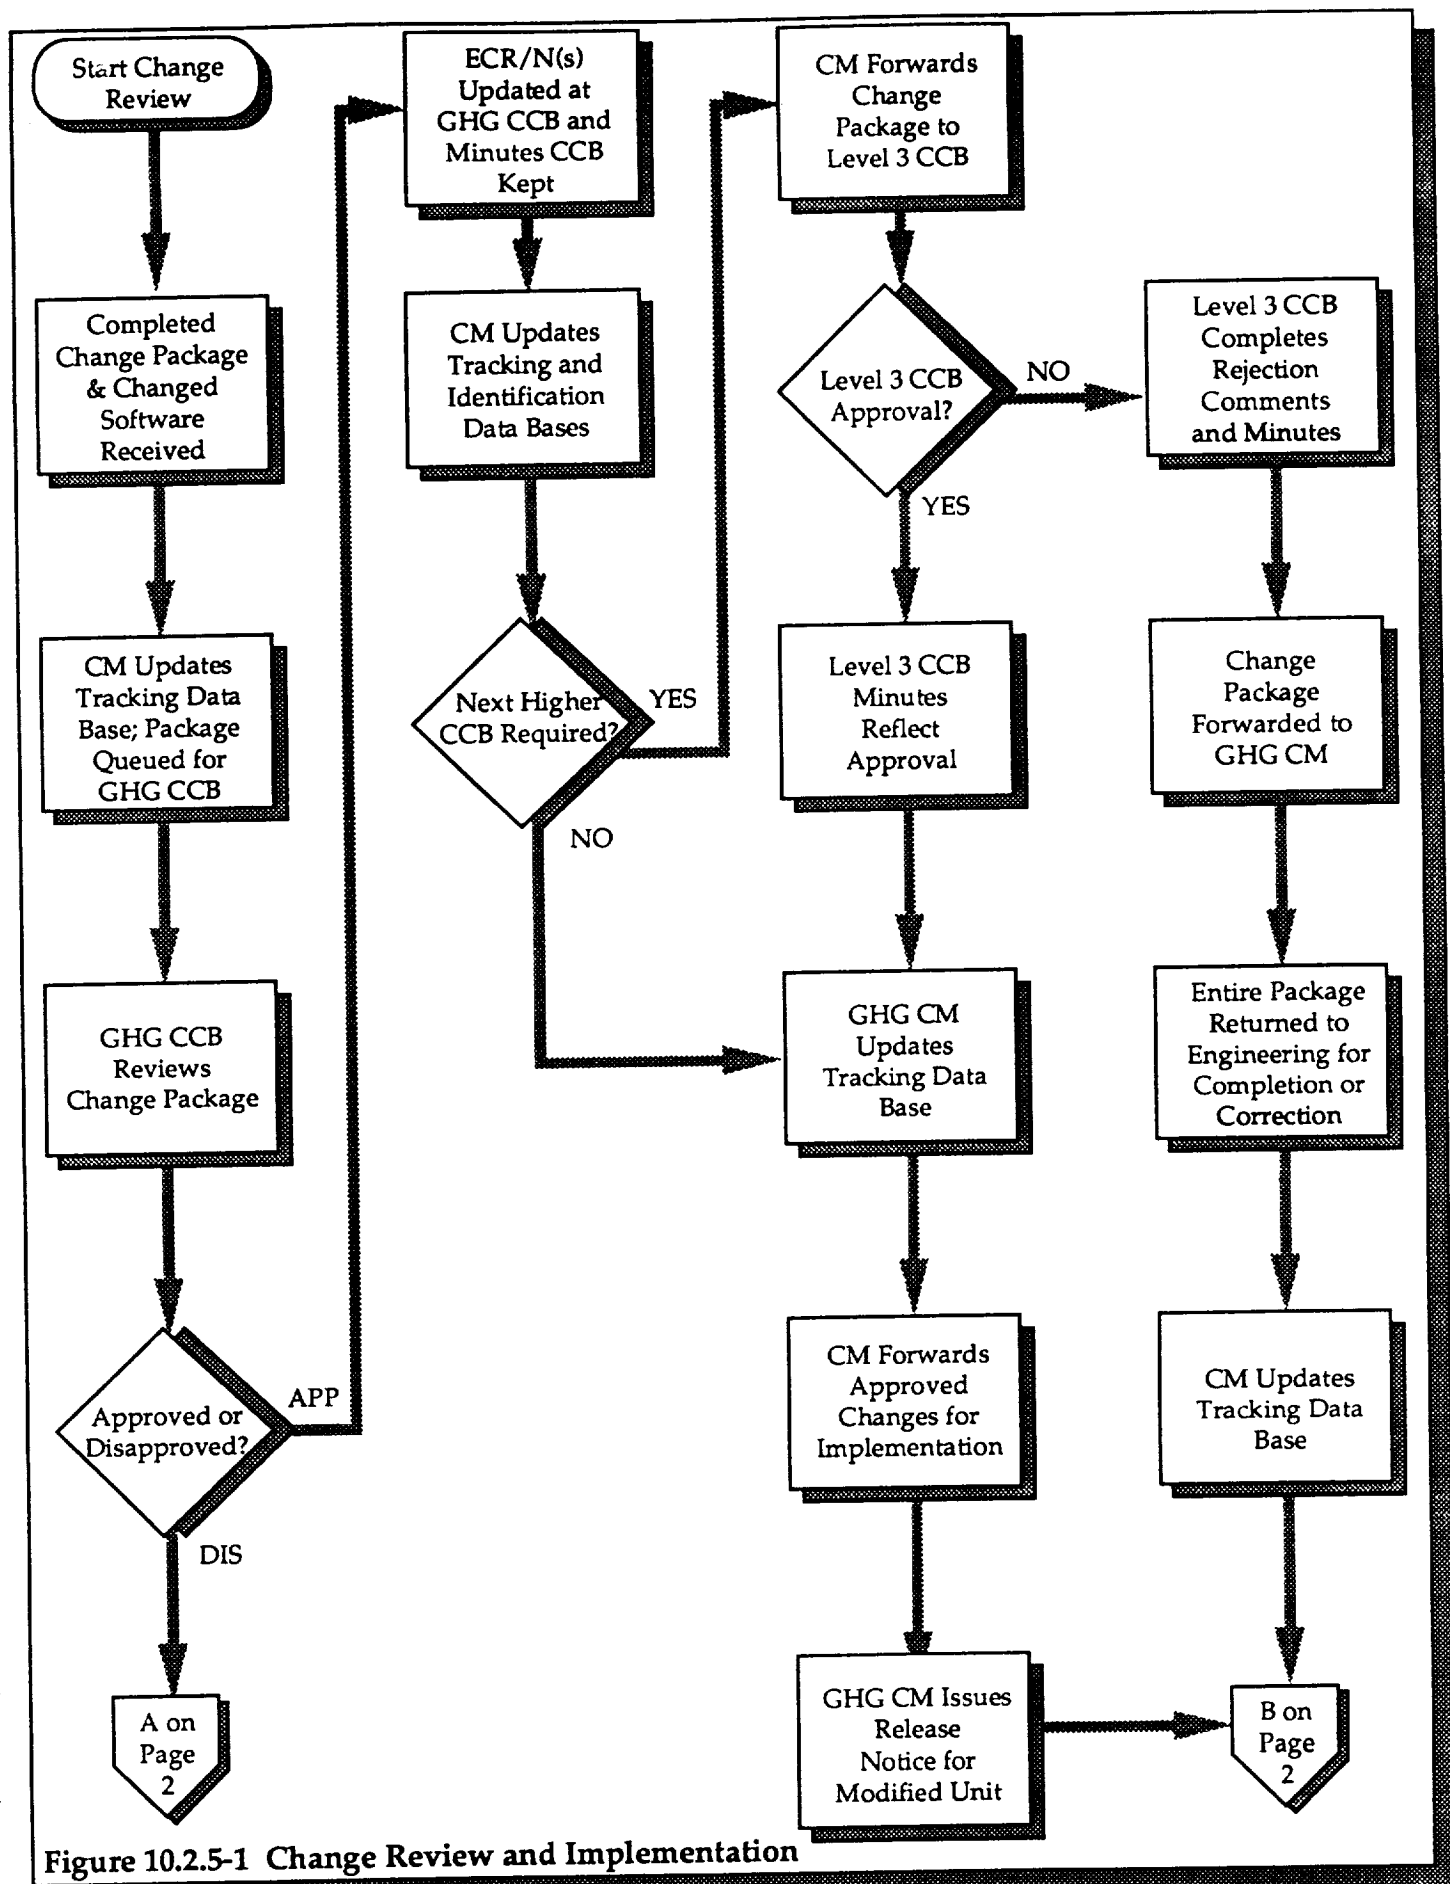 Start Change
Review
Completed
Change Package
& Changed
Software
Received
CM Updates
Tracking Data
Base; Package
Queued for
GHG CCB
GHG CCB
Reviews
Change Package
Approved or
Disapproved?
APP
DIS
A on
Page
2
ECR/N(s)
Updated at
GHG CCB and
Minutes CCB
Kept
CM Updates
Tracking and
Identification
Data Bases
Next Higher
CCB Required?
YES
NO
CM Forwards
Change
Package to
Level 3 CCB
Level 3 CCB
Approval?
NO
YES
Level 3 CCB
Minutes
Reflect
Approval
GHG CM
Updates
Tracking Data
Base
CM Forwards
Approved
Changes for
Implementation
GHG CM Issues
Release
Notice for
Modified Unit
Level 3 CCB
Completes
Rejection
Comments
and Minutes
Change
Package
Forwarded to
GHG CM
Entire Package
Returned to
Engineering for
Completion or
Correction
CM Updates
Tracking Data
Base
B on
Page
2
Figure 10.2.5-1 Change Review and Implementation